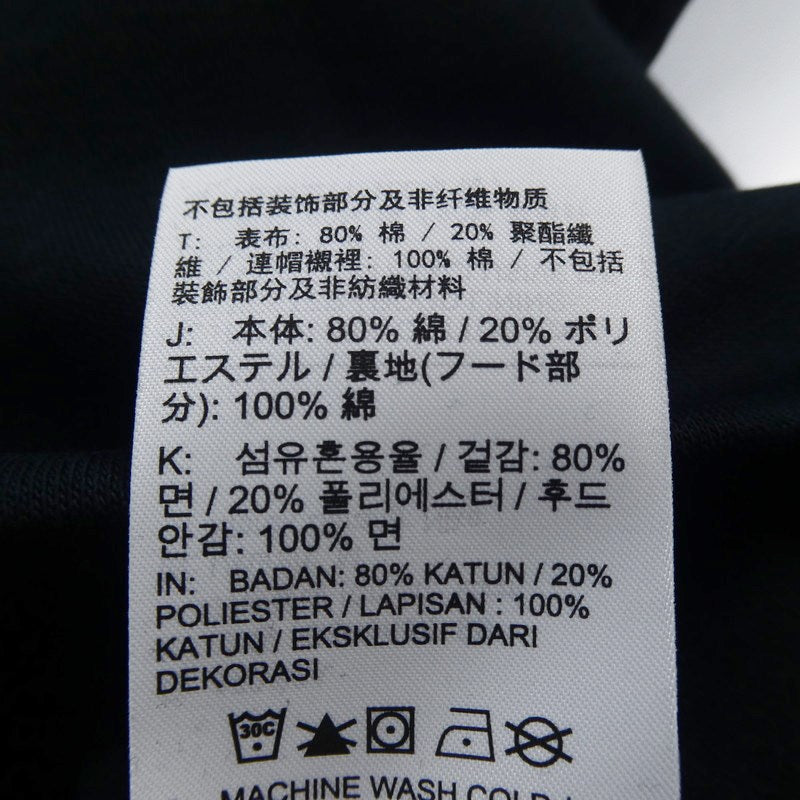 不包括装饰部分及非纤维物质
T: 表布: 80% 棉 / 20% 聚酯纖
維 / 連帽襯裡: 100% 棉 / 不包括
裝飾部分及非紡織材料
J: 本体: 80% 綿 / 20% ポリ
エステル / 裏地(フード部
分): 100% 綿
K: 섬유혼용율 / 겉감: 80%
면 / 20% 폴리에스터 / 후드
안감: 100% 면
IN: BADAN: 80% KATUN / 20%
POLIESTER / LAPISAN : 100%
KATUN / EKSKLUSIF DARI
DEKORASI
30C
MACHINE WASH COLD